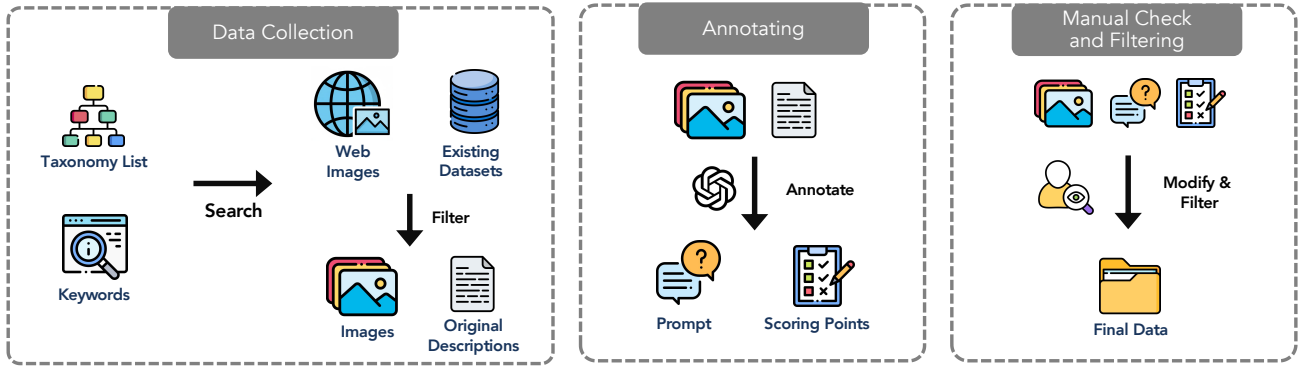 Data Collection
Taxonomy List
Keywords
Search
Web
Images
Existing
Datasets
Filter
Images
Original
Descriptions
Annotating
Annotate
Prompt
Scoring Points
Manual Check
and Filtering
Modify &
Filter
Final Data